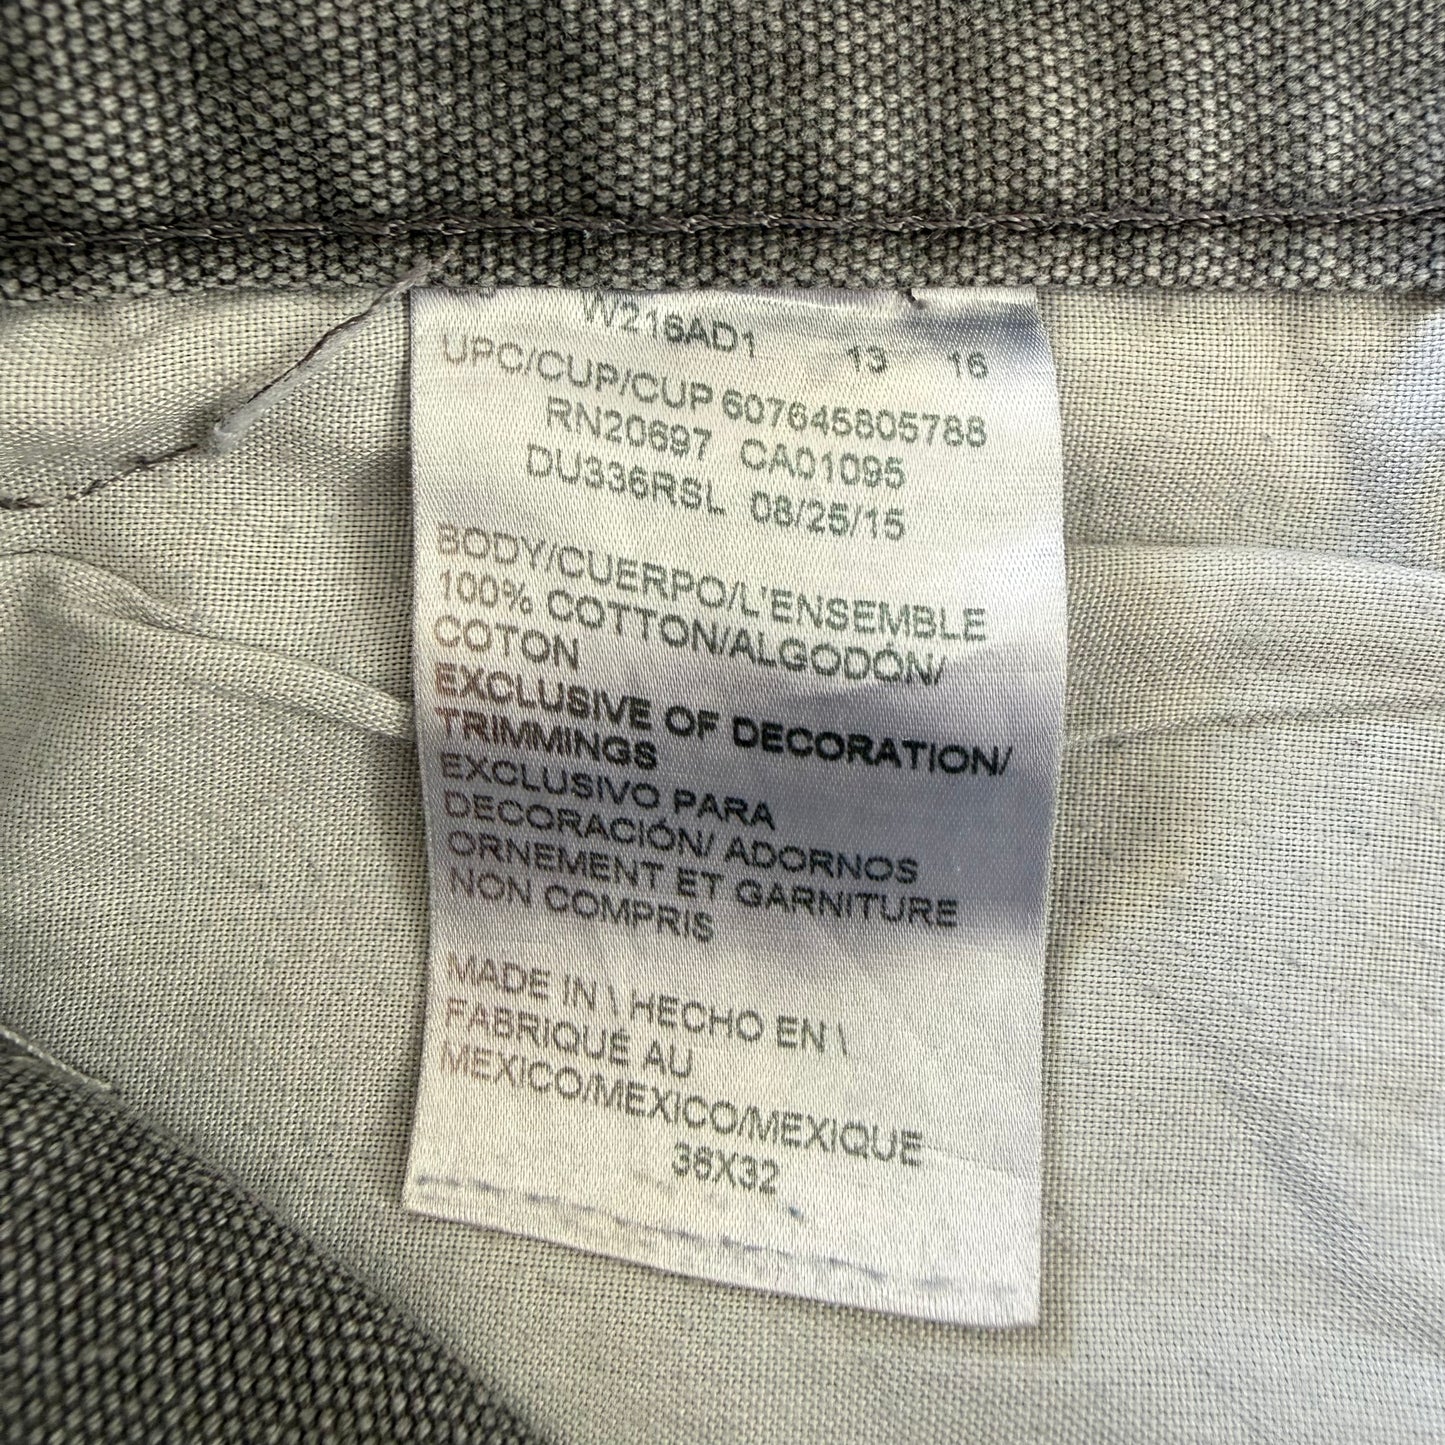 W216AD1 13 16
UPC/CUP/CUP 607645805788
RN20697 CA01095
DU336RSL 08/25/15
BODY/CUERPO/L'ENSEMBLE
100% COTTON/ALGODÓN/
COTON
EXCLUSIVE OF DECORATION/
TRIMMINGS
EXCLUSIVO PARA
DECORACIÓN/ ADORNOS
ORNEMENT ET GARNITURE
NON COMPRIS
MADE IN \ HECHO EN \
FABRIQUÉ AU
MEXICO/MEXICO/MEXIQUE
36X32